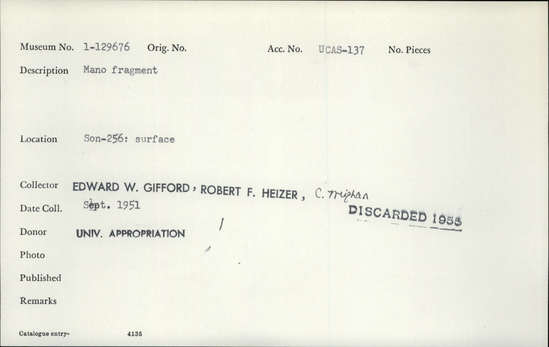 Museum No. 1-129676 Orig. No. Acc. No. UCAS-137 No. Pieces
Description Mano fragment
Location Son-256: surface
Collector EDWARD W. GIFFORD, ROBERT F. HEIZER, C.
Date Coll. Sept. 1951 DISCARDED 1955
Donor UNIV. APPROPRIATION
Photo
Published
Remarks
Catalogue entry- 4135